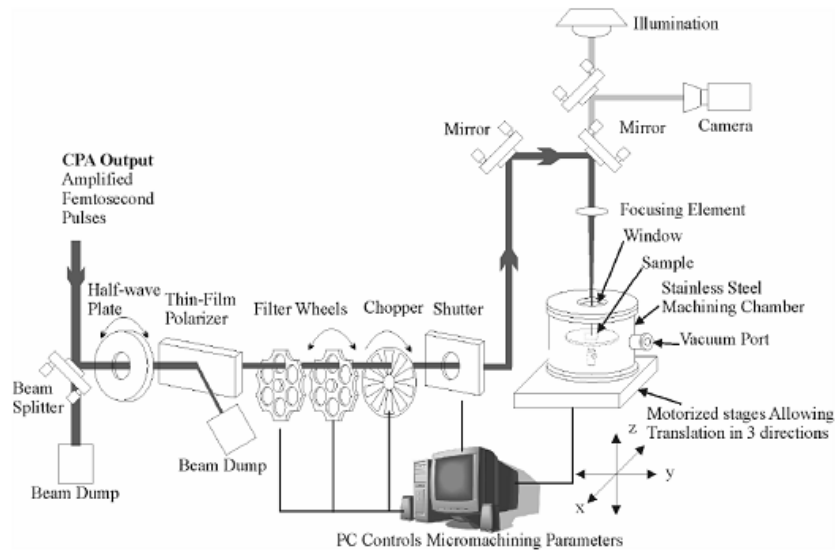 Illumination
Mirror
Mirror
Camera
CPA Output
Amplified
Femtosecond
Pulses
Focusing Element
Window
Sample
Stainless Steel
Machining Chamber
Vacuum Port
Half-wave
Plate
Thin-Film
Polarizer
Filter Wheels
Chopper
Shutter
Beam
Splitter
Motorized stages Allowing
Translation in 3 directions
Beam Dump
Beam Dump
z
y
x
PC Controls Micromachining Parameters